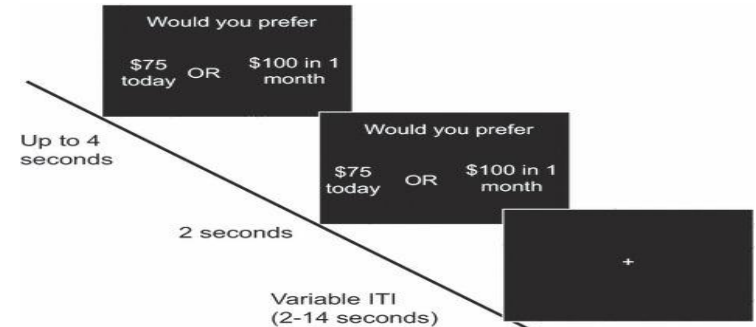 Would you prefer
$75 today OR $100 in 1 month
Up to 4
seconds
Would you prefer
$75 today OR $100 in 1 month
2 seconds
+
Variable ITI
(2-14 seconds)